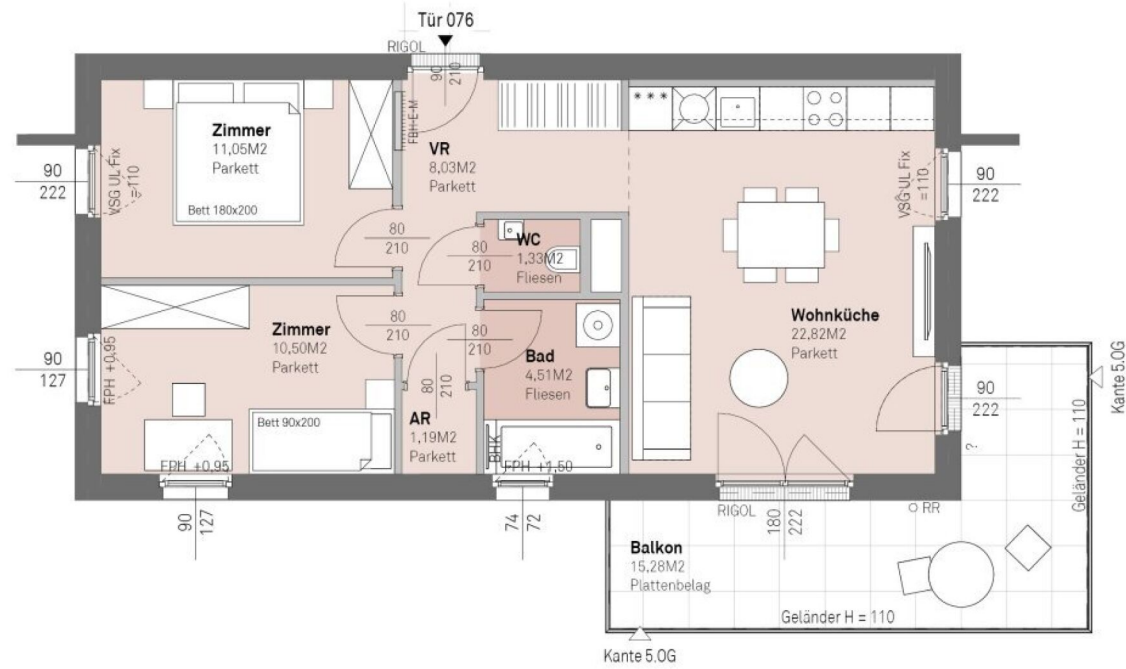 Tür 076
RIGOL
90
210
FBH-E-M
Zimmer
11,05M2
Parkett
Bett 180x200
VSG UL Fix
=110
90
222
VR
8,03M2
Parkett
***
80
210
80
210
WC
1,33M2
Fliesen
VSG UL Fix
=110
90
222
Zimmer
10,50M2
Parkett
Bett 90x200
FPH +0,95
90
127
FPH +0,95
90
127
80
210
80
210
80
210
AR
1,19M2
Parkett
Bad
4,51M2
Fliesen
BHK
FPH +1,50
74
72
Wohnküche
22,82M2
Parkett
90
222
RIGOL
180
222
RR
?
Balkon
15,28M2
Plattenbelag
Geländer H = 110
Geländer H = 110
Kante 5.OG
Kante 5.OG